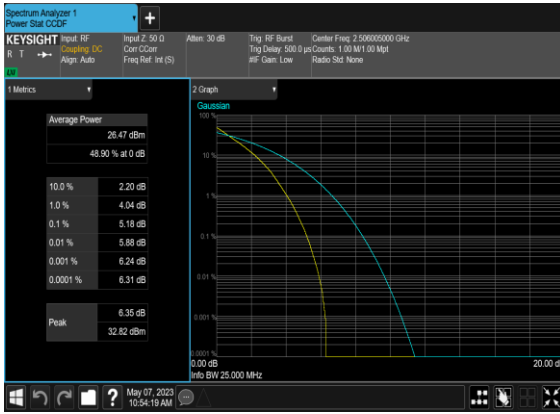 Spectrum Analyzer 1
Power Stat CCDF
KEYSIGHT
R T
Input: RF
Coupling: DC
Align: Auto
Input Z: 50 Ω
Corr CCorr
Freq Ref: Int (S)
Atten: 30 dB
Trig: RF Burst
Trig Delay: 500.0 µs
#IF Gain: Low
Center Freq: 2.506005000 GHz
Counts: 1.00 M/1.00 Mpt
Radio Std: None
1 Metrics
Average Power
26.47 dBm
48.90 % at 0 dB
10.0 % 2.20 dB
1.0 % 4.04 dB
0.1 % 5.18 dB
0.01 % 5.88 dB
0.001 % 6.24 dB
0.0001 % 6.31 dB
Peak
6.35 dB
32.82 dBm
2 Graph
Gaussian
100 %
10 %
1 %
0.1 %
0.01 %
0.001 %
0.0001 %
0.00 dB
20.00 d
Info BW 25.000 MHz
?
May 07, 2023
10:54:19 AM